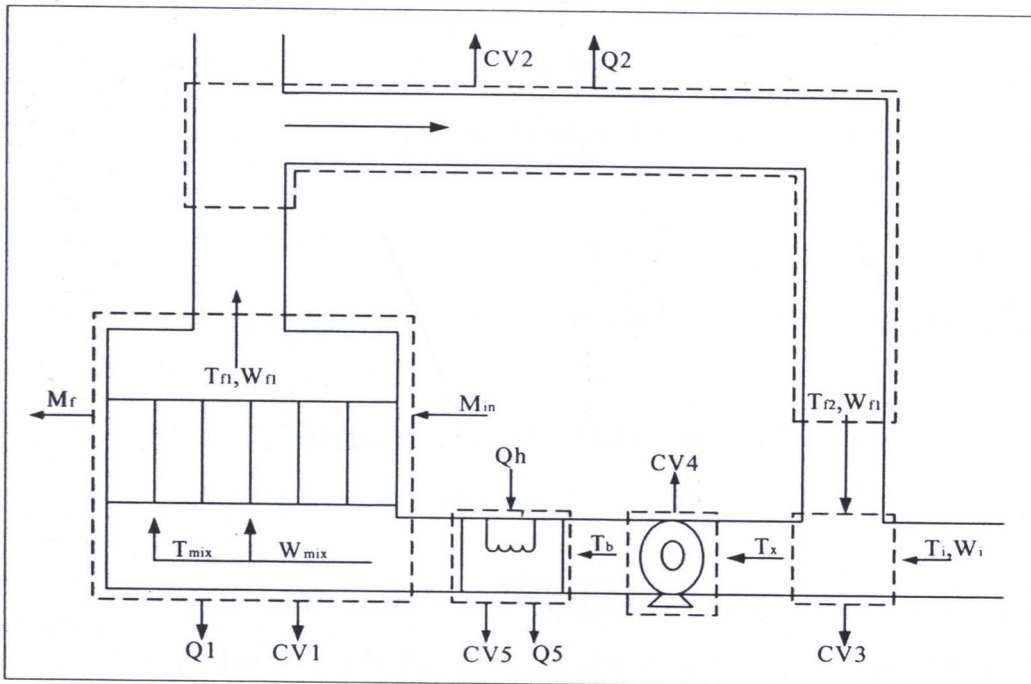 CV2
Q2
Tf1,Wf1
Mf
Min
Tf2,Wf1
Qh
CV4
Tmix
Wmix
Tb
Tx
Ti,Wi
Q1
CV1
CV5
Q5
CV3